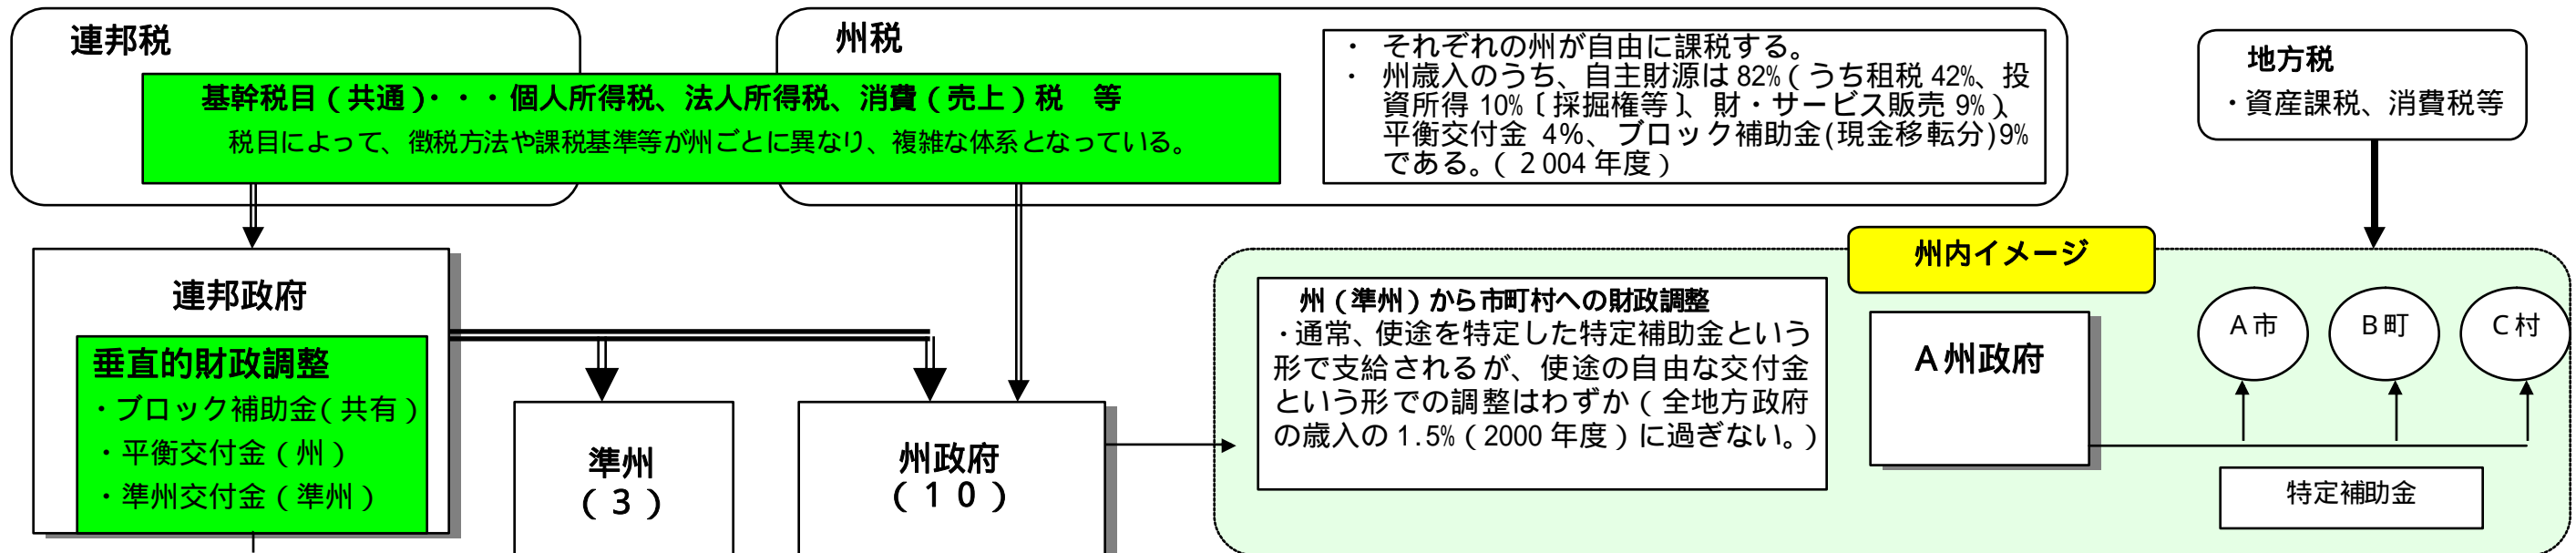 連邦税
州税
基幹税目(共通)・・・個人所得税、法人所得税、消費(売上)税 等
税目によって、徴税方法や課税基準等が州ごとに異なり、複雑な体系となっている。
・ それぞれの州が自由に課税する。
・ 州歳入のうち、自主財源は82%(うち租税42%、投
資所得10%〔採掘権等〕、財・サービス販売9%)、
平衡交付金 4%、ブロック補助金(現金移転分)9%
である。(2004年度)
地方税
・資産課税、消費税等
連邦政府
垂直的財政調整
・ブロック補助金(共有)
・平衡交付金(州)
・準州交付金(準州)
準州
(3)
州政府
(10)
州内イメージ
州(準州)から市町村への財政調整
・通常、使途を特定した特定補助金という
形で支給されるが、使途の自由な交付金
という形での調整はわずか(全地方政府
の歳入の1.5%(2000年度)に過ぎない。)
A州政府
A市
B町
C村
特定補助金